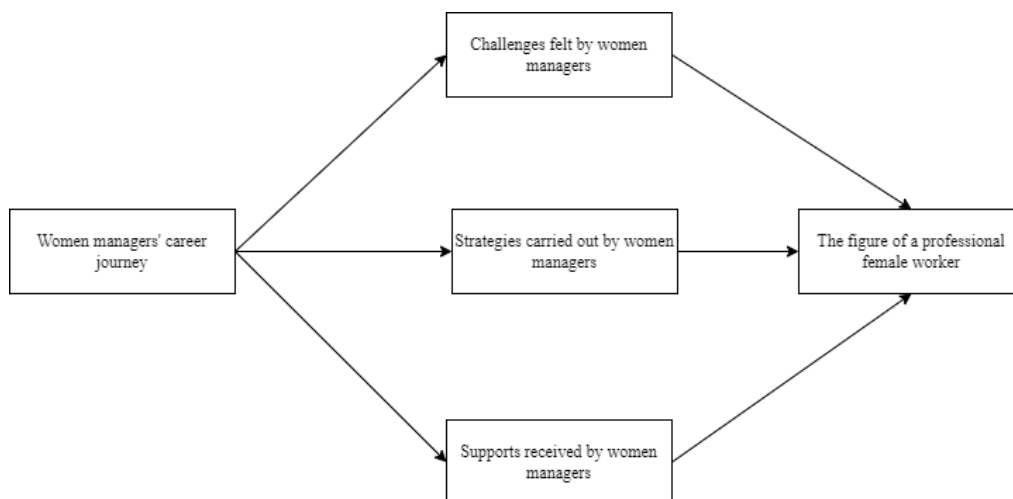 Challenges felt by women
managers
Women managers' career
journey
Strategies carried out by women
managers
The figure of a professional
female worker
Supports received by women
managers